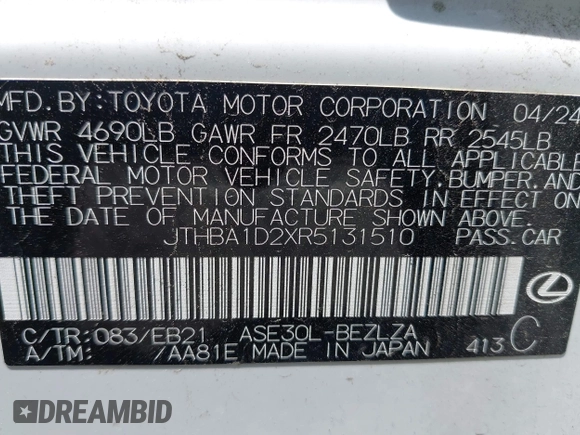 MFD. BY: TOYOTA MOTOR CORPORATION 04/24
GVWR 4690LB GAWR FR 2470LB RR 2545LB
THIS VEHICLE CONFORMS TO ALL APPLICABLE
FEDERAL MOTOR VEHICLE SAFETY, BUMPER, AND
THEFT PREVENTION STANDARDS IN EFFECT ON
THE DATE OF MANUFACTURE SHOWN ABOVE.
JTHBA1D2XR5131510 PASS. CAR
C/TR: 083/EB21 ASE30L-BEZLZA
A/TM: /AA81E MADE IN JAPAN 413 C
DREAMBID